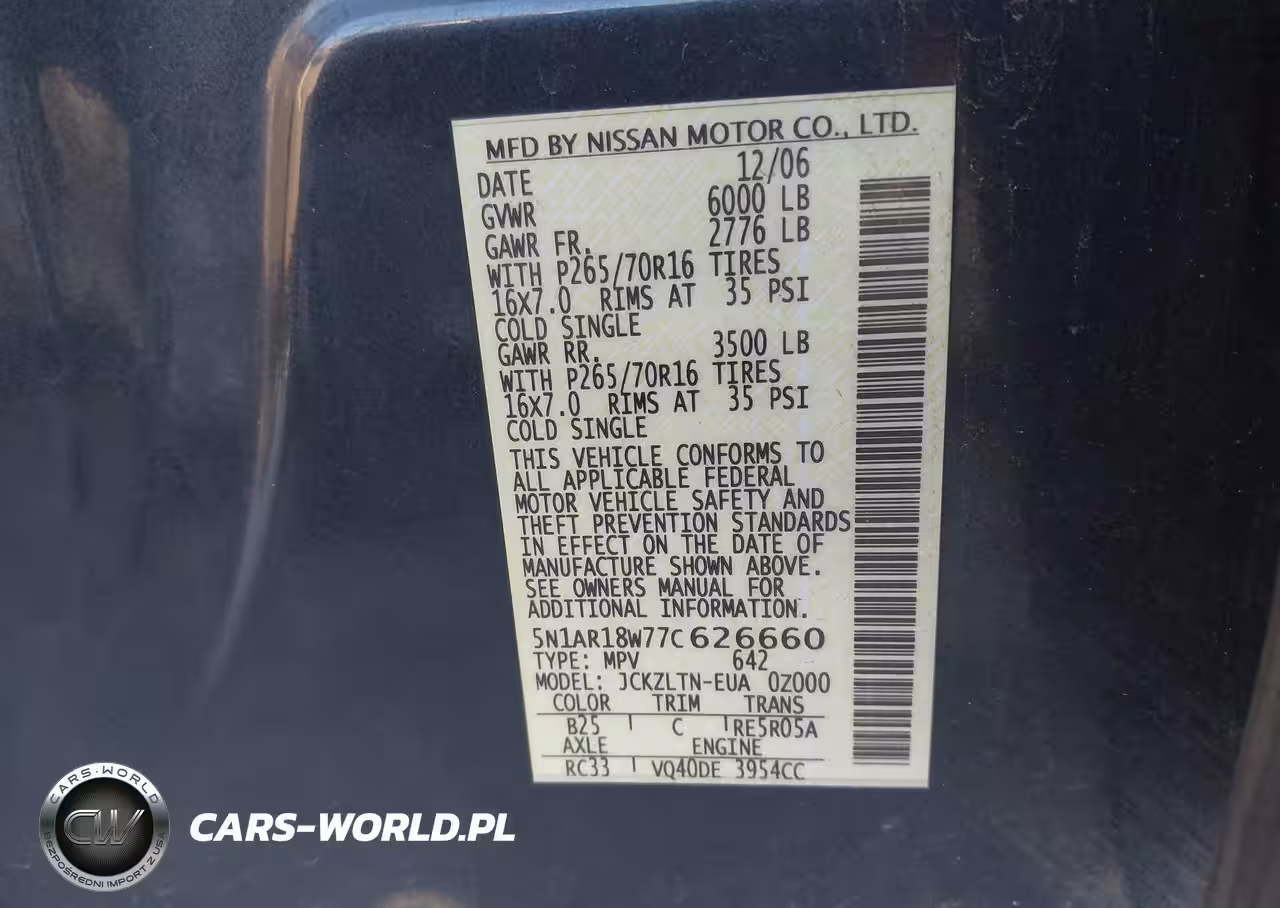 MFD BY NISSAN MOTOR CO., LTD.
DATE 12/06
GVWR 6000 LB
GAWR FR. 2776 LB
WITH P265/70R16 TIRES
16X7.0 RIMS AT 35 PSI
COLD SINGLE
GAWR RR. 3500 LB
WITH P265/70R16 TIRES
16X7.0 RIMS AT 35 PSI
COLD SINGLE
THIS VEHICLE CONFORMS TO
ALL APPLICABLE FEDERAL
MOTOR VEHICLE SAFETY AND
THEFT PREVENTION STANDARDS
IN EFFECT ON THE DATE OF
MANUFACTURE SHOWN ABOVE.
SEE OWNERS MANUAL FOR
ADDITIONAL INFORMATION.
5N1AR18W77C626660
TYPE: MPV 642
MODEL: JCKZLTN-EUA 0Z000
COLOR TRIM TRANS
B25 C RE5R05A
AXLE ENGINE
RC33 VQ40DE 3954CC
CARS-WORLD
CW
BEZPOŚREDNI IMPORT Z USA
CARS-WORLD.PL